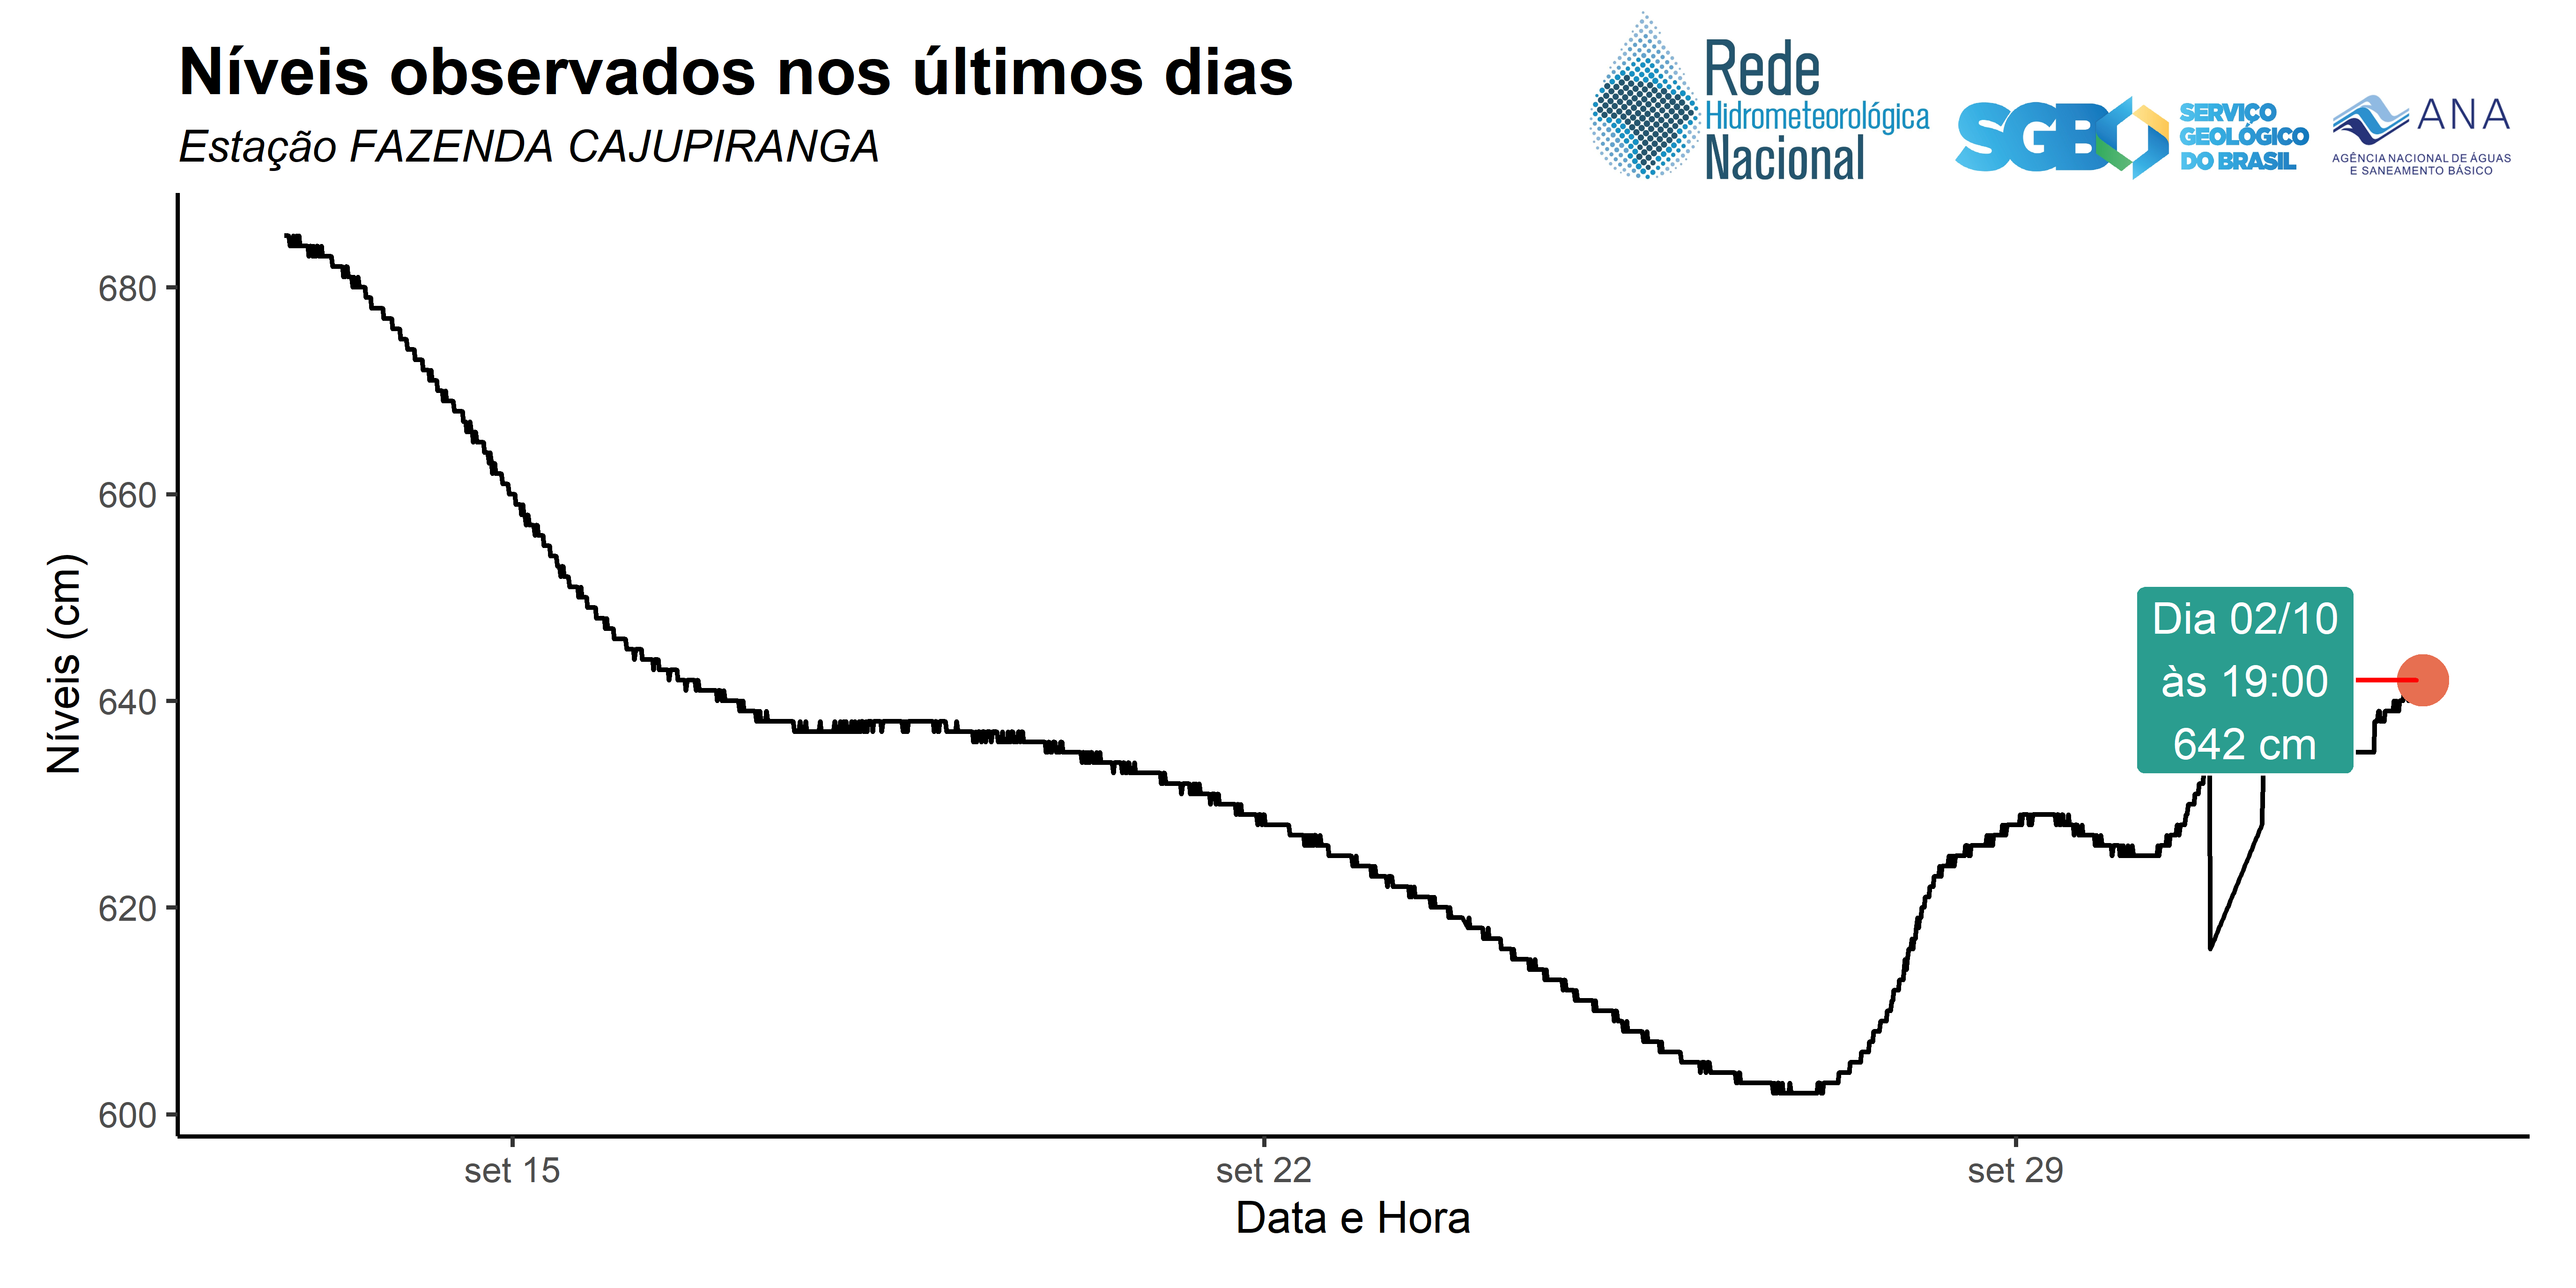 Níveis observados nos últimos dias
Estação FAZENDA CAJUPIRANGA
Rede
Hidrometeorológica
Nacional
SGB
SERVIÇO
GEOLÓGICO
DO BRASIL
ANA
AGÊNCIA NACIONAL DE ÁGUAS
E SANEAMENTO BÁSICO
Níveis (cm)
680
660
640
620
600
Dia 02/10
às 19:00
642 cm
set 15
set 22
set 29
Data e Hora